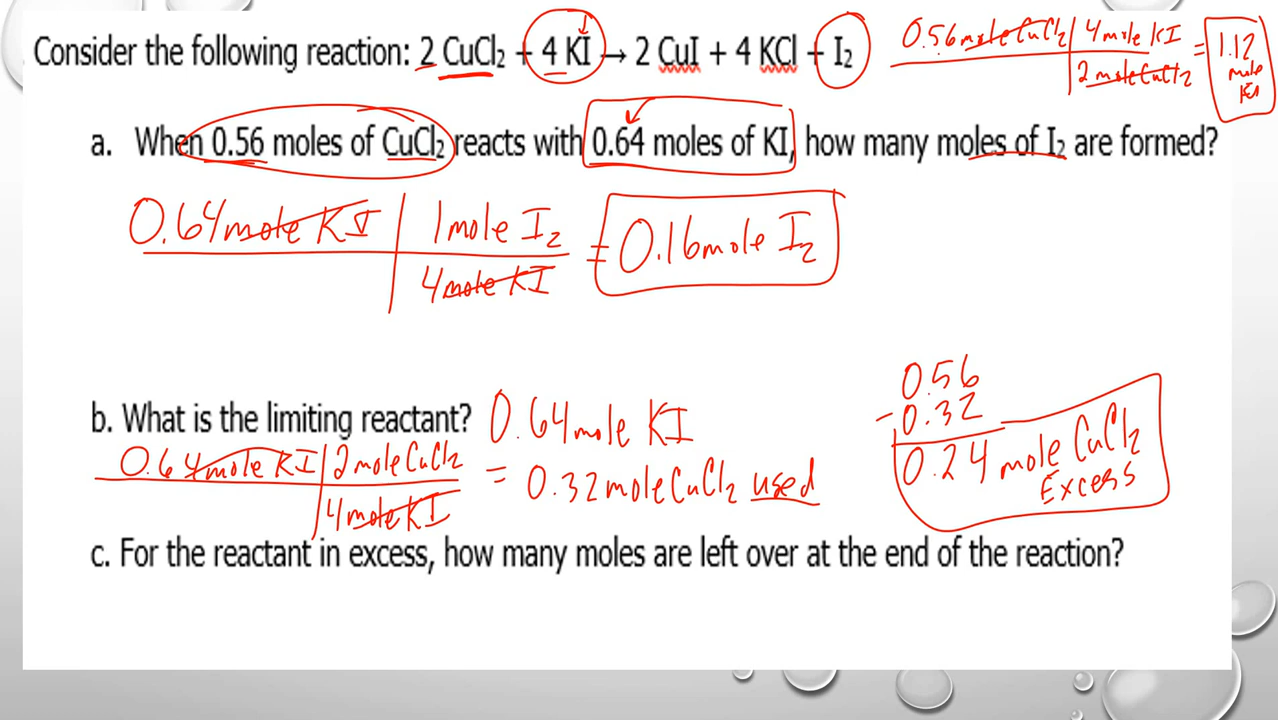 Consider the following reaction: 2 CuCl₂ + 4 KI → 2 CuI + 4 KCl + I₂
0.56 mole CuCl₂ | 4 mole KI = 1.12 mole KI
2 mole CuCl₂
a. When 0.56 moles of CuCl₂ reacts with 0.64 moles of KI, how many moles of I₂ are formed?
0.64 mole KI | 1 mole I₂ = 0.16 mole I₂
4 mole KI
b. What is the limiting reactant? 0.64 mole KI
0.64 mole KI | 2 mole CuCl₂ = 0.32 mole CuCl₂ used
4 mole KI
0.56
-0.32
0.24 mole CuCl₂
Excess
c. For the reactant in excess, how many moles are left over at the end of the reaction?